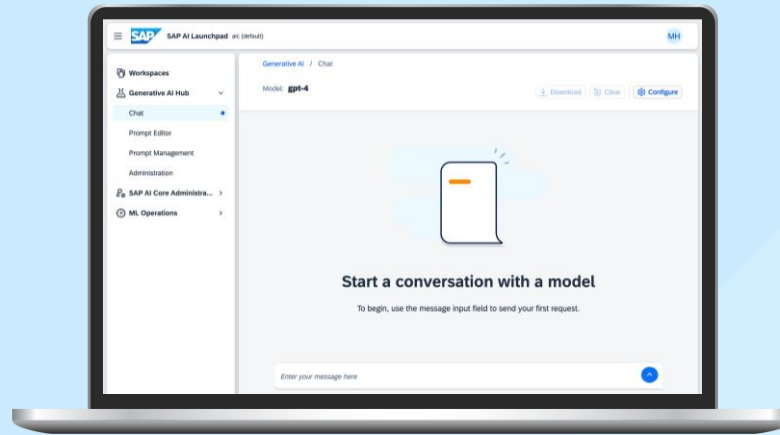 SAP
SAP AI Launchpad aic (default)
MH
Workspaces
Generative AI Hub
Chat
Prompt Editor
Prompt Management
Administration
SAP AI Core Administra...
ML Operations
Generative AI / Chat
Model: gpt-4
Download
Clear
Configure
Start a conversation with a model
To begin, use the message input field to send your first request.
Enter your message here